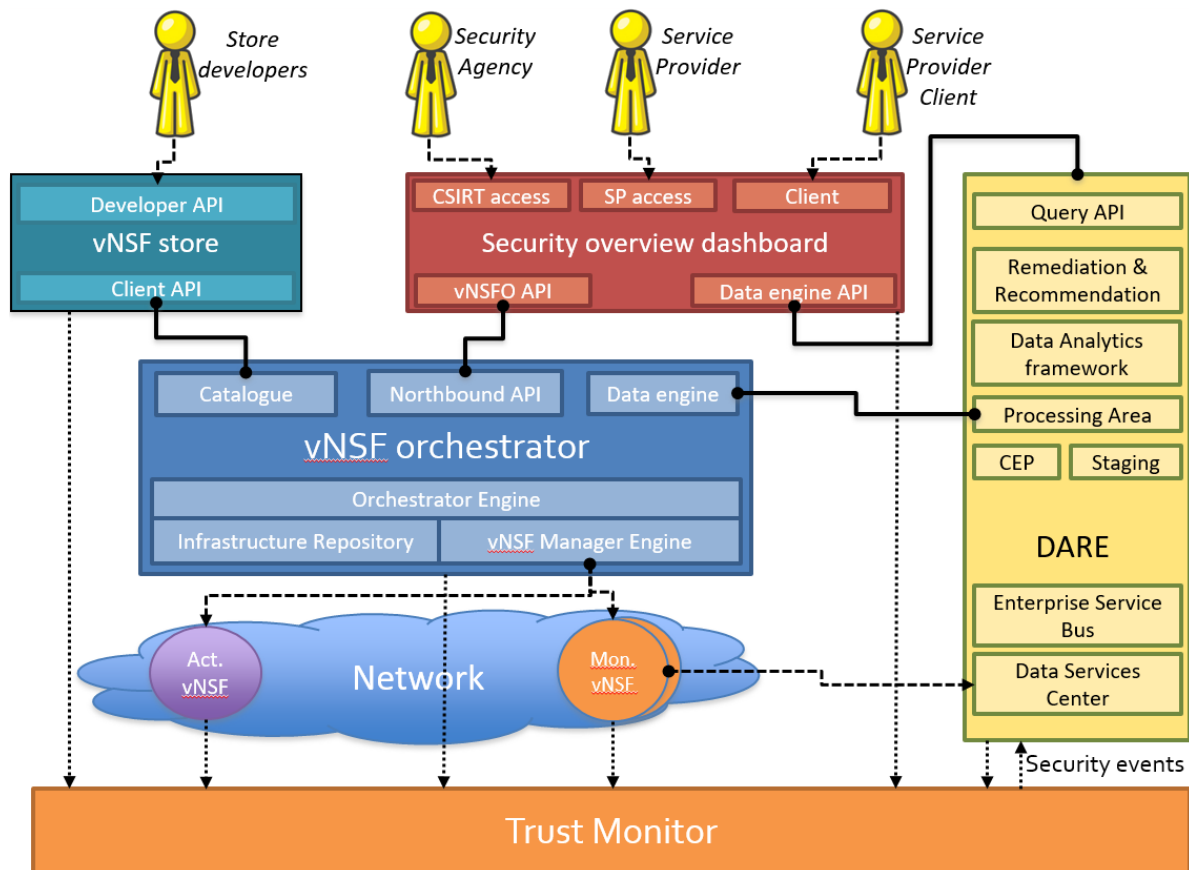 Store
developers
Security
Agency
Service
Provider
Service
Provider
Client
Developer API
vNSF store
Client API
CSIRT access
SP access
Client
Security overview dashboard
vNSFO API
Data engine API
Query API
Remediation &
Recommendation
Data Analytics
framework
Processing Area
CEP
Staging
DARE
Enterprise Service
Bus
Data Services
Center
Catalogue
Northbound API
Data engine
vNSF orchestrator
Orchestrator Engine
Infrastructure Repository
vNSF Manager Engine
Act.
vNSF
Network
Mon.
vNSF
Security events
Trust Monitor